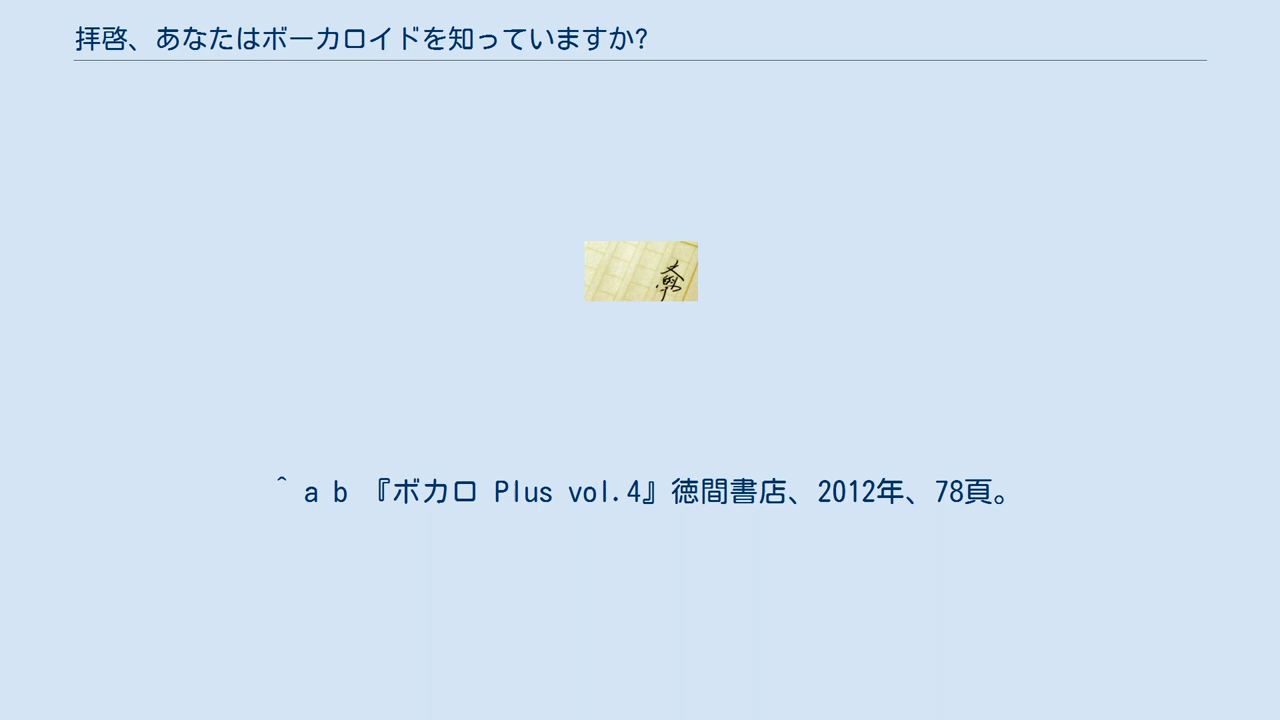 拝啓、あなたはボーカロイドを知っていますか?
^ a b 『ボカロ Plus vol.4』徳間書店、2012年、78頁。